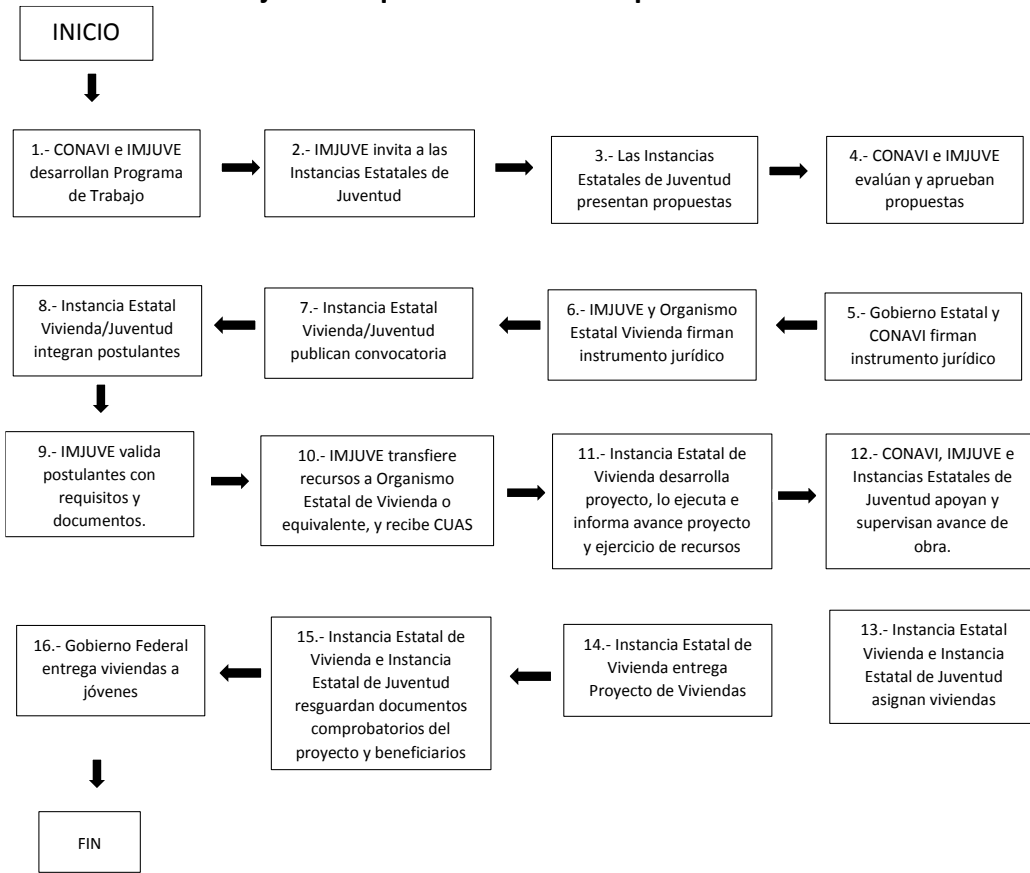 INICIO
1.- CONAVI e IMJUVE
desarrollan Programa
de Trabajo
2.- IMJUVE invita a las
Instancias Estatales de
Juventud
3.- Las Instancias
Estatales de Juventud
presentan propuestas
4.- CONAVI e IMJUVE
evalúan y aprueban
propuestas
5.- Gobierno Estatal y
CONAVI firman
instrumento jurídico
6.- IMJUVE y Organismo
Estatal Vivienda firman
instrumento jurídico
7.- Instancia Estatal
Vivienda/Juventud
publican convocatoria
8.- Instancia Estatal
Vivienda/Juventud
integran postulantes
9.- IMJUVE valida
postulantes con
requisitos y
documentos.
10.- IMJUVE transfiere
recursos a Organismo
Estatal de Vivienda o
equivalente, y recibe CUAS
11.- Instancia Estatal de
Vivienda desarrolla
proyecto, lo ejecuta e
informa avance proyecto
y ejercicio de recursos
12.- CONAVI, IMJUVE e
Instancias Estatales de
Juventud apoyan y
supervisan avance de
obra.
13.- Instancia Estatal
Vivienda e Instancia
Estatal de Juventud
asignan viviendas
14.- Instancia Estatal de
Vivienda entrega
Proyecto de Viviendas
15.- Instancia Estatal de
Vivienda e Instancia
Estatal de Juventud
resguardan documentos
comprobatorios del
proyecto y beneficiarios
16.- Gobierno Federal
entrega viviendas a
jóvenes
FIN